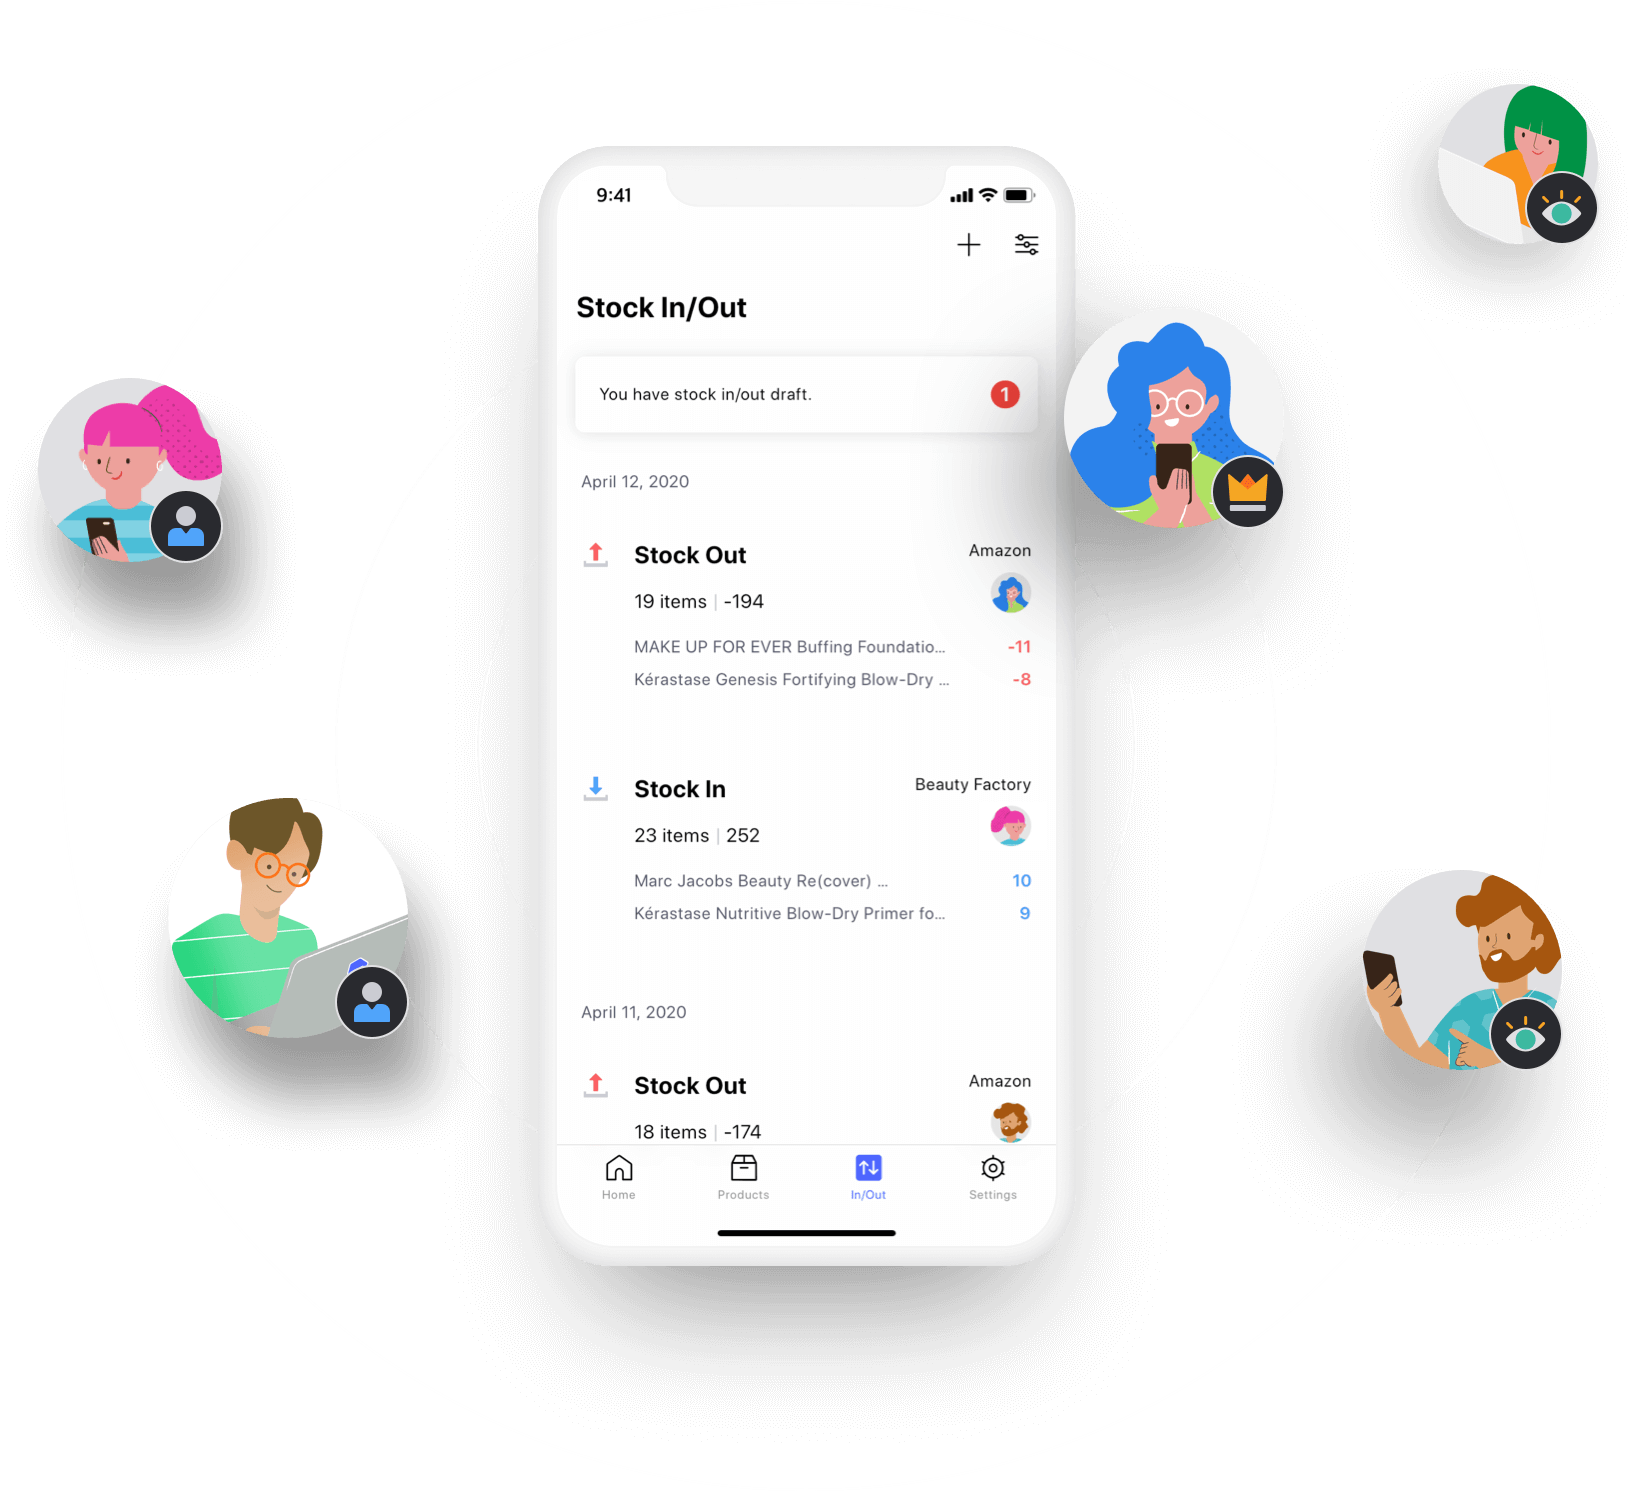 9:41
Stock In/Out
You have stock in/out draft.
1
April 12, 2020
Stock Out
Amazon
19 items | -194
MAKE UP FOR EVER Buffing Foundatio... -11
Kérastase Genesis Fortifying Blow-Dry ... -8
Stock In
Beauty Factory
23 items | 252
Marc Jacobs Beauty Re(cover) ... 10
Kérastase Nutritive Blow-Dry Primer fo... 9
April 11, 2020
Stock Out
Amazon
18 items | -174
Home Products In/Out Settings